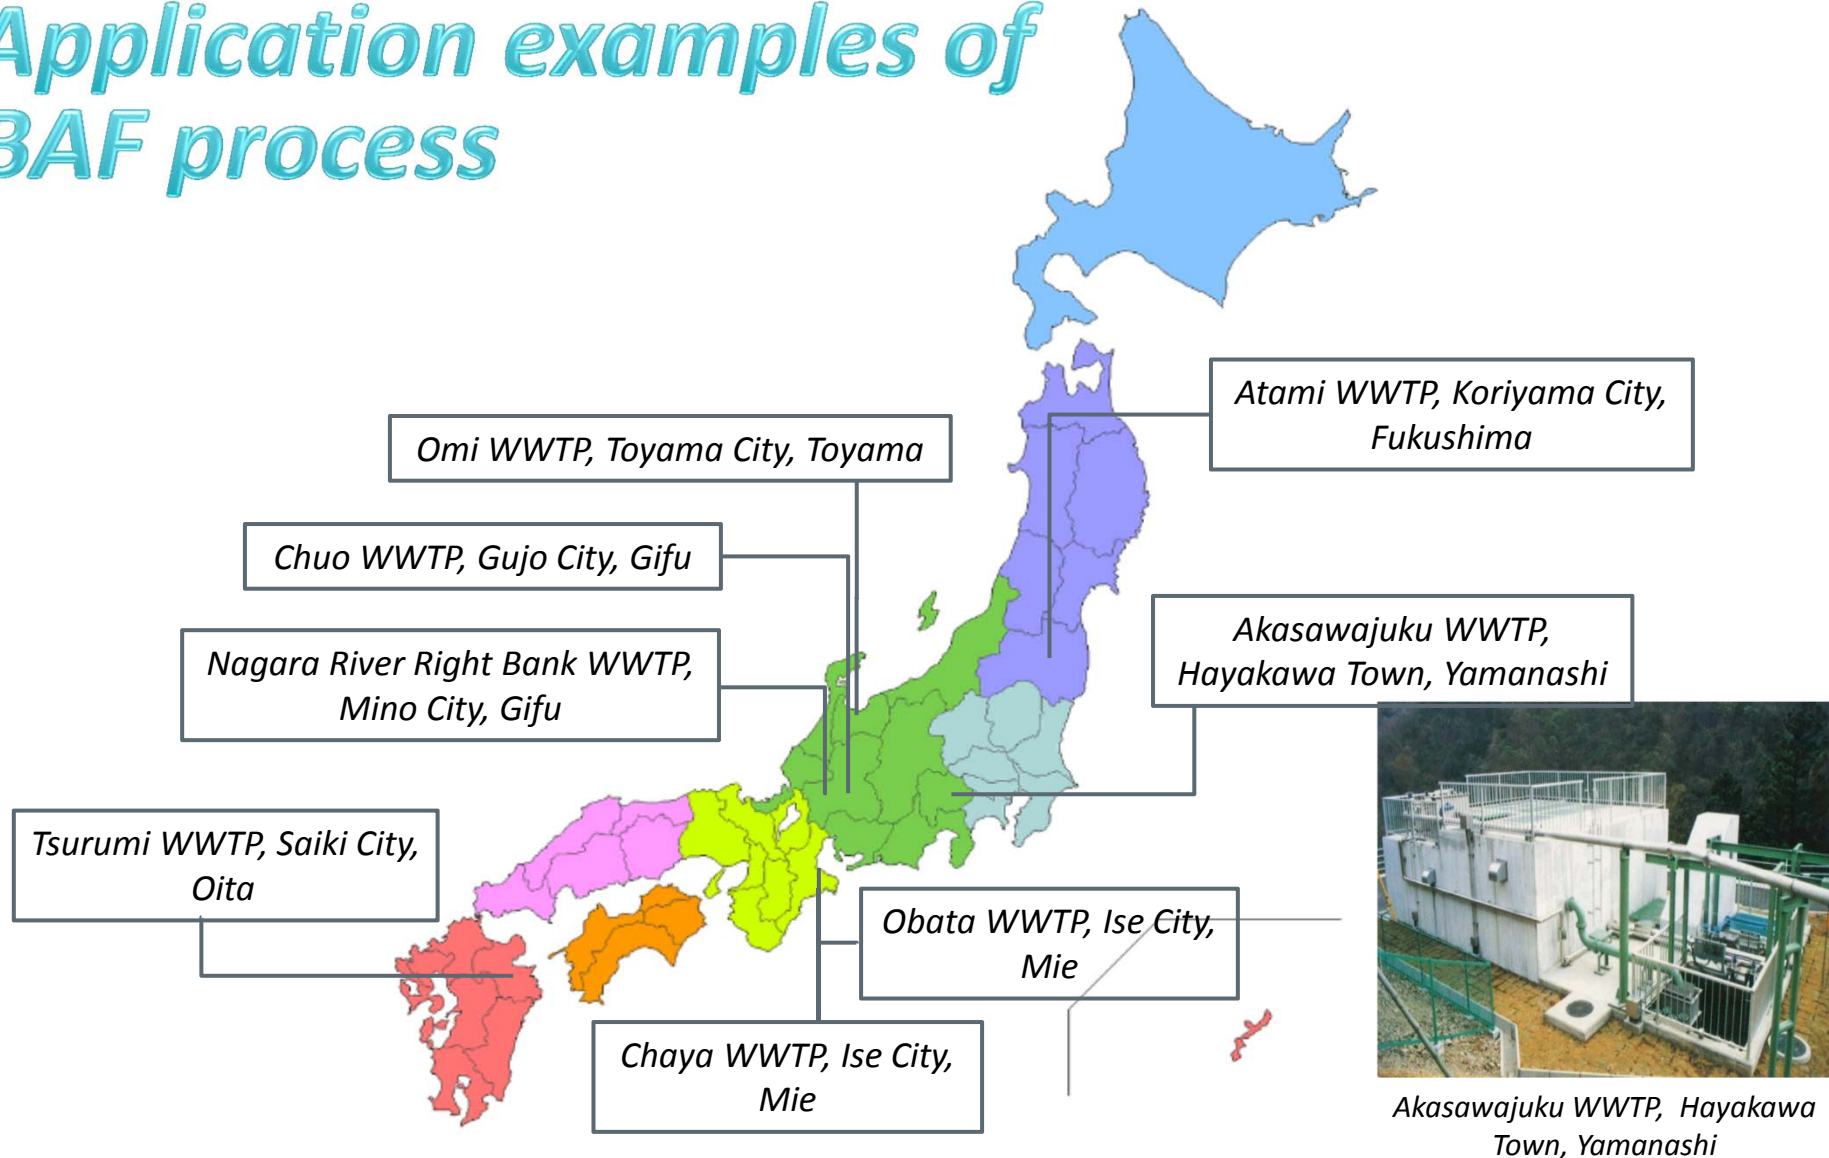 Application examples of
BAF process
Omi WWTP, Toyama City, Toyama
Atami WWTP, Koriyama City,
Fukushima
Chuo WWTP, Gujo City, Gifu
Nagara River Right Bank WWTP,
Mino City, Gifu
Akasawajuku WWTP,
Hayakawa Town, Yamanashi
Tsurumi WWTP, Saiki City,
Oita
Obata WWTP, Ise City,
Mie
Chaya WWTP, Ise City,
Mie
Akasawajuku WWTP, Hayakawa
Town, Yamanashi